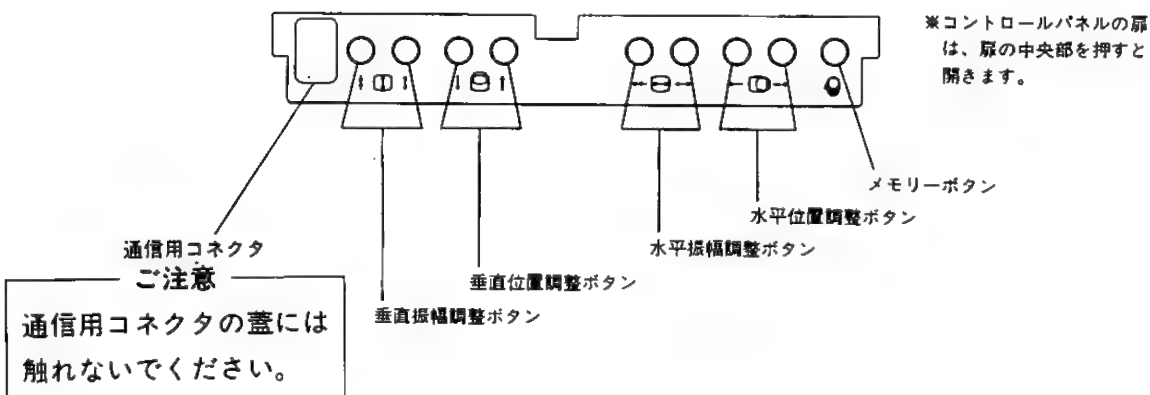 ※コントロールパネルの扉
は、扉の中央部を押すと
開きます。
メモリーボタン
水平位置調整ボタン
水平振幅調整ボタン
垂直位置調整ボタン
垂直振幅調整ボタン
通信用コネクタ
ご注意
通信用コネクタの蓋には
触れないでください。